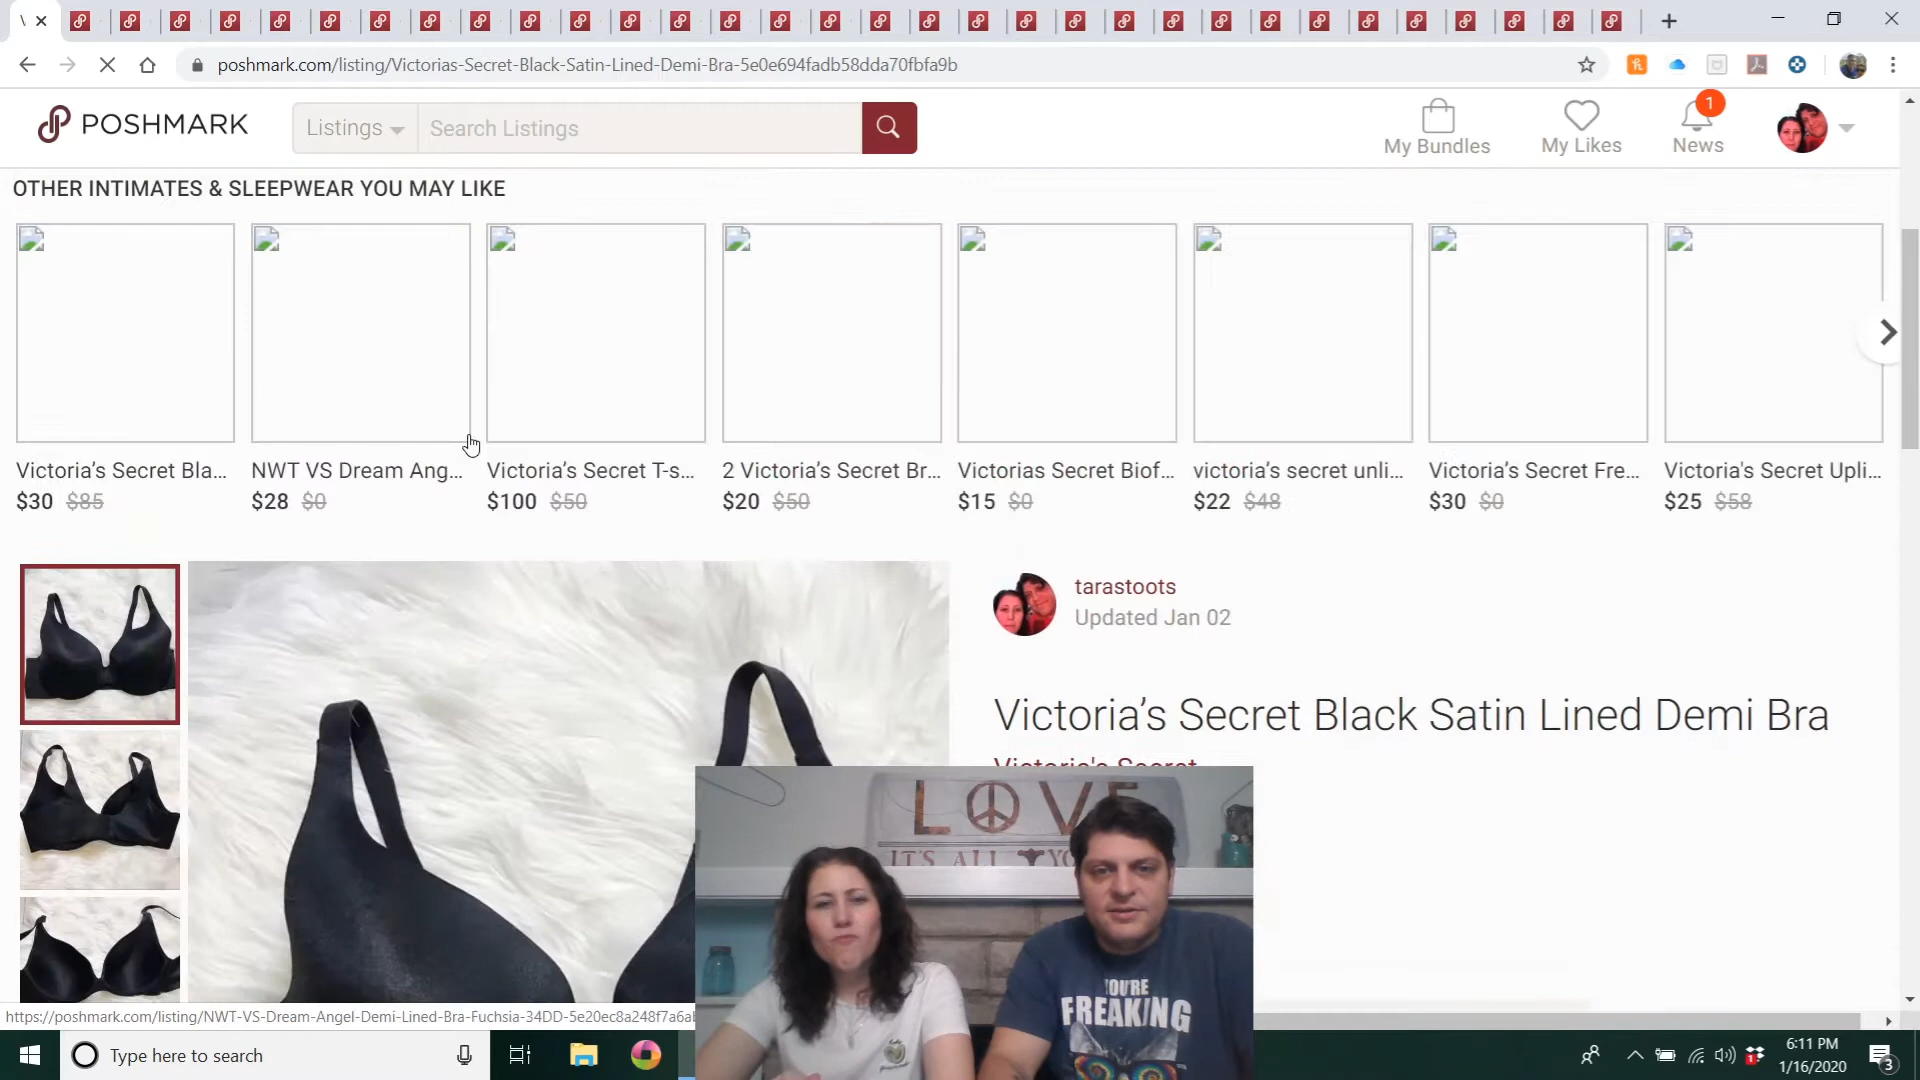 poshmark.com/listing/Victorias-Secret-Black-Satin-Lined-Demi-Bra-5e0e694fadb58dda70fbfa9b
POSHMARK
Listings
Search Listings
My Bundles
My Likes
1
News
OTHER INTIMATES & SLEEPWEAR YOU MAY LIKE
Victoria’s Secret Bla...
NWT VS Dream Ang...
Victoria’s Secret T-s...
2 Victoria’s Secret Br...
Victorias Secret Biof...
victoria’s secret unli...
Victoria’s Secret Fre...
Victoria's Secret Upli...
$30 $85
$28 $0
$100 $50
$20 $50
$15 $0
$22 $48
$30 $0
$25 $58
tarastoots
Updated Jan 02
Victoria’s Secret Black Satin Lined Demi Bra
Victoria's Secret
LOVE
IT'S ALL YO
YOU'RE
FREAKING
https://poshmark.com/listing/NWT-VS-Dream-Angel-Demi-Lined-Bra-Fuchsia-34DD-5e20ec8a248f7a6a
Type here to search
6:11 PM
1/16/2020
1
3